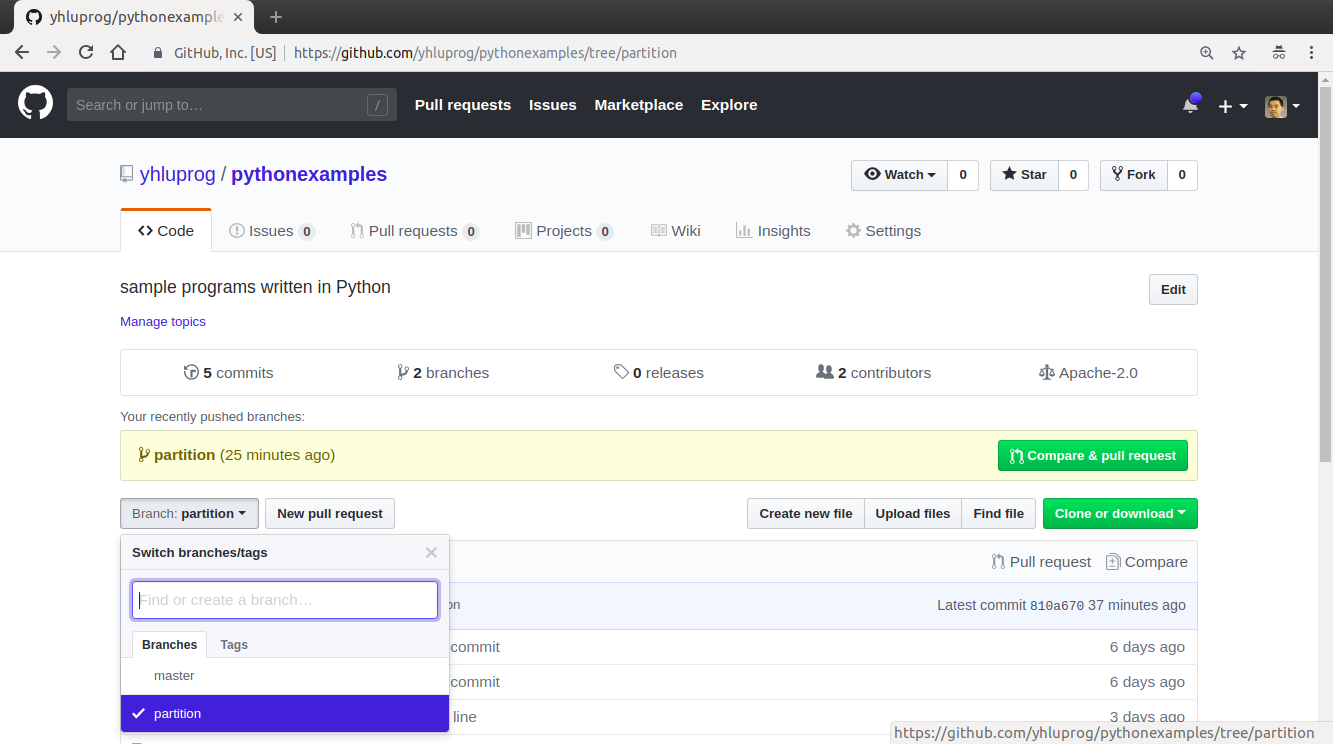 yhluprog/pythonexample
GitHub, Inc. [US] https://github.com/yhluprog/pythonexamples/tree/partition
Search or jump to… / Pull requests Issues Marketplace Explore
yhluprog / pythonexamples Watch 0 Star 0 Fork 0
Code Issues 0 Pull requests 0 Projects 0 Wiki Insights Settings
sample programs written in Python Edit
Manage topics
5 commits 2 branches 0 releases 2 contributors Apache-2.0
Your recently pushed branches:
partition (25 minutes ago) Compare & pull request
Branch: partition New pull request Create new file Upload files Find file Clone or download
Switch branches/tags Pull request Compare
Find or create a branch… on Latest commit 810a670 37 minutes ago
Branches Tags commit 6 days ago
master commit 6 days ago
partition line 3 days ago
https://github.com/yhluprog/pythonexamples/tree/partition